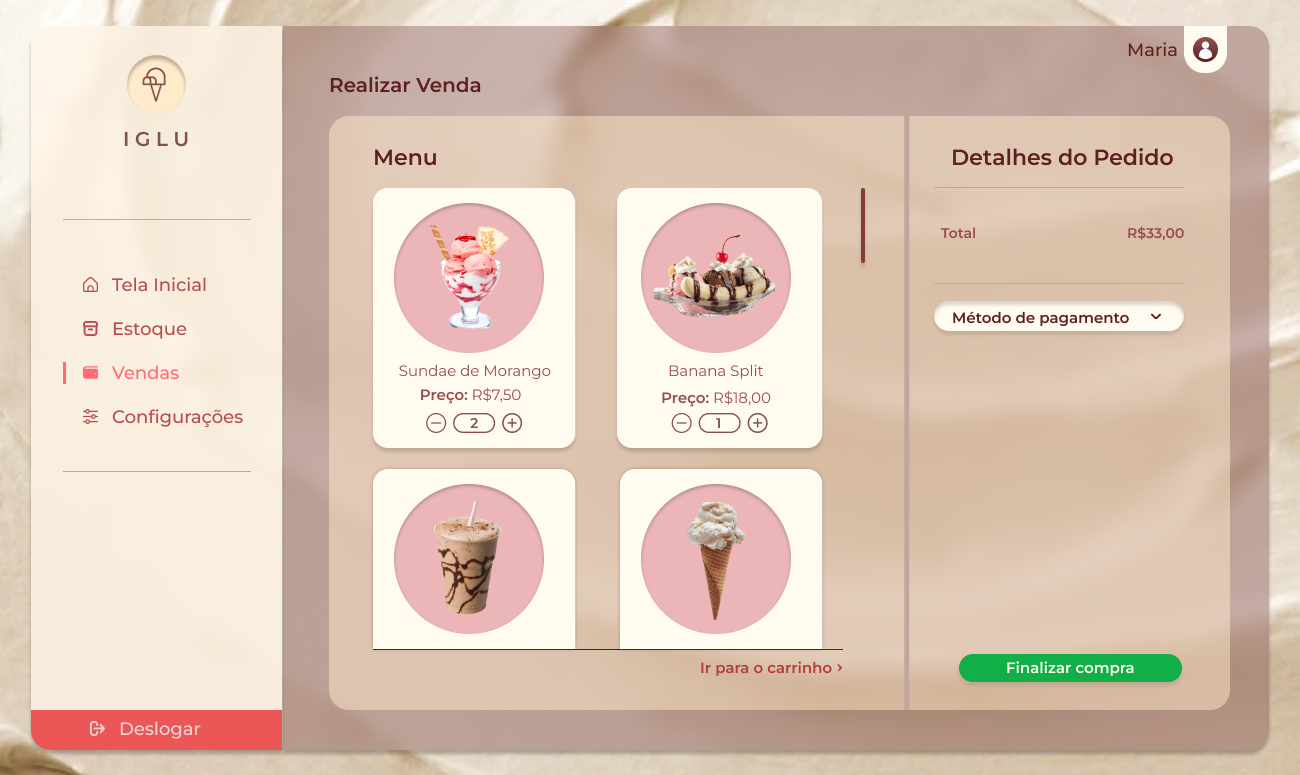 IGLU
Tela Inicial
Estoque
Vendas
Configurações
Deslogar
Maria
Realizar Venda
Menu
Sundae de Morango
Preço: R$7,50
2
Banana Split
Preço: R$18,00
1
Ir para o carrinho ›
Detalhes do Pedido
Total R$33,00
Método de pagamento
Finalizar compra